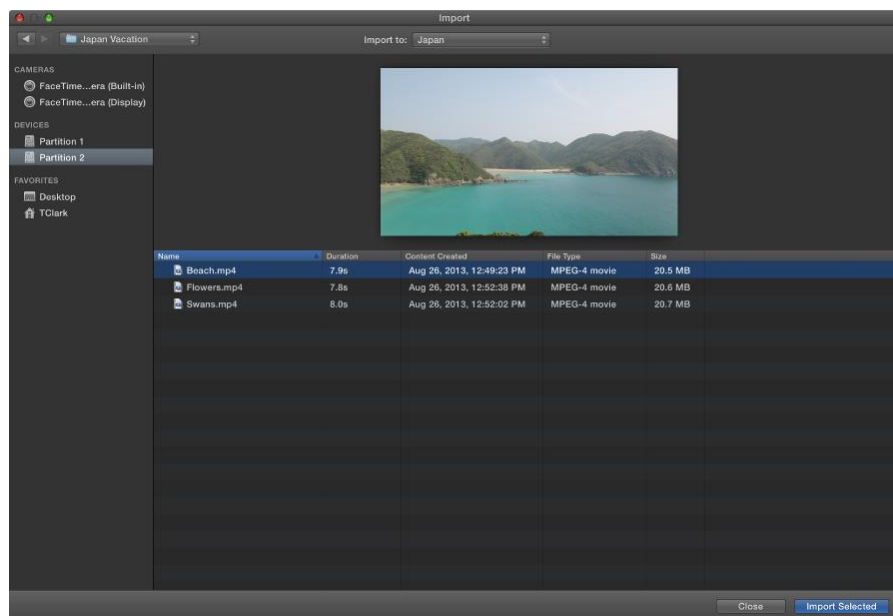 Import
Japan Vacation
Import to: Japan
CAMERAS
FaceTime...era (Built-in)
FaceTime...era (Display)
DEVICES
Partition 1
Partition 2
FAVORITES
Desktop
TClark
Name Duration Content Created File Type Size
Beach.mp4 7.9s Aug 26, 2013, 12:49:23 PM MPEG-4 movie 20.5 MB
Flowers.mp4 7.8s Aug 26, 2013, 12:52:38 PM MPEG-4 movie 20.6 MB
Swans.mp4 8.0s Aug 26, 2013, 12:52:02 PM MPEG-4 movie 20.7 MB
Close Import Selected